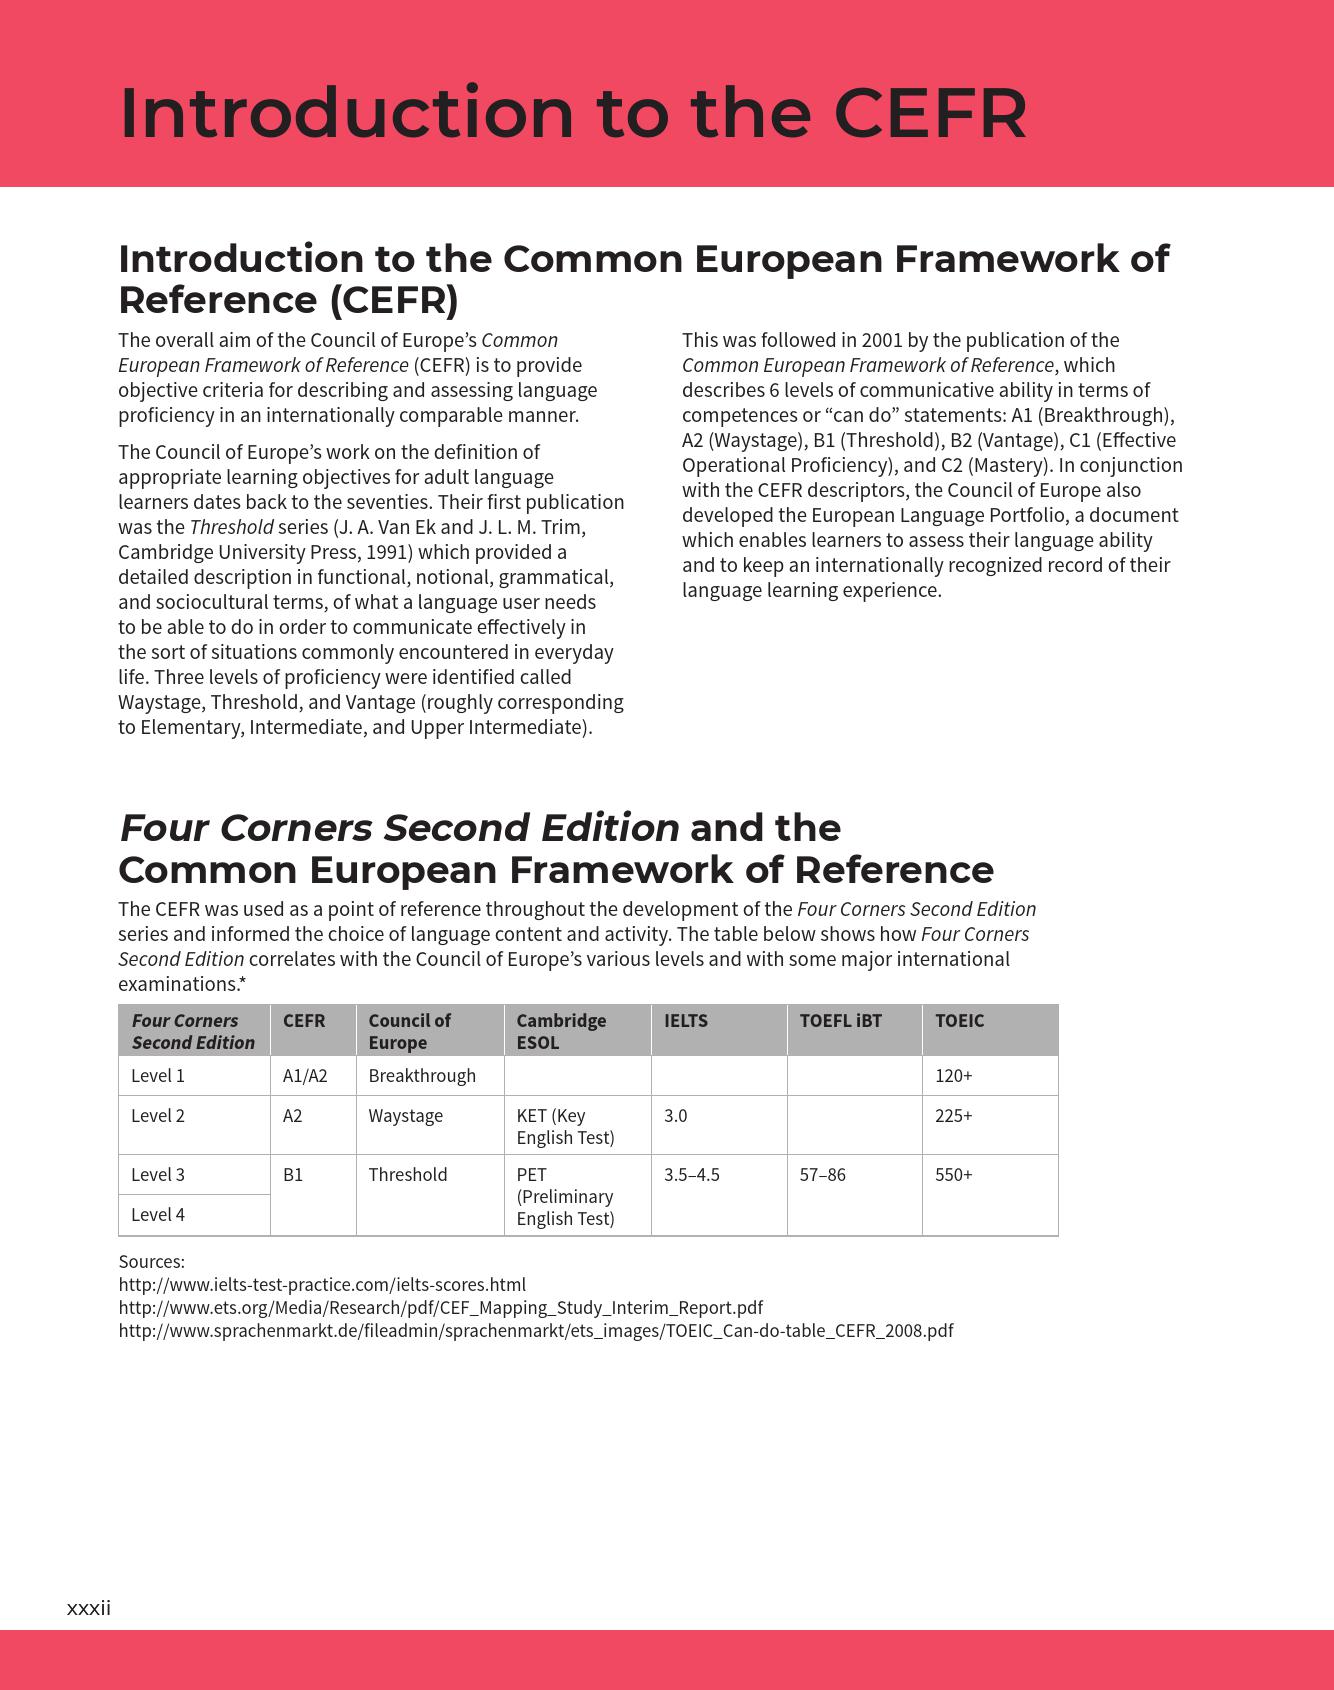 Introduction to the CEFR
Introduction to the Common European Framework of
Reference (CEFR)
The overall aim of the Council of Europe’s Common
European Framework of Reference (CEFR) is to provide
objective criteria for describing and assessing language
proficiency in an internationally comparable manner.
The Council of Europe’s work on the definition of
appropriate learning objectives for adult language
learners dates back to the seventies. Their first publication
was the Threshold series (J. A. Van Ek and J. L. M. Trim,
Cambridge University Press, 1991) which provided a
detailed description in functional, notional, grammatical,
and sociocultural terms, of what a language user needs
to be able to do in order to communicate effectively in
the sort of situations commonly encountered in everyday
life. Three levels of proficiency were identified called
Waystage, Threshold, and Vantage (roughly corresponding
to Elementary, Intermediate, and Upper Intermediate).
This was followed in 2001 by the publication of the
Common European Framework of Reference, which
describes 6 levels of communicative ability in terms of
competences or “can do” statements: A1 (Breakthrough),
A2 (Waystage), B1 (Threshold), B2 (Vantage), C1 (Effective
Operational Proficiency), and C2 (Mastery). In conjunction
with the CEFR descriptors, the Council of Europe also
developed the European Language Portfolio, a document
which enables learners to assess their language ability
and to keep an internationally recognized record of their
language learning experience.
Four Corners Second Edition and the
Common European Framework of Reference
The CEFR was used as a point of reference throughout the development of the Four Corners Second Edition
series and informed the choice of language content and activity. The table below shows how Four Corners
Second Edition correlates with the Council of Europe’s various levels and with some major international
examinations.*
Four Corners CEFR Council of Cambridge IELTS TOEFL iBT TOEIC
Second Edition Europe ESOL
Level 1 A1/A2 Breakthrough 120+
Level 2 A2 Waystage KET (Key 3.0 225+
English Test)
Level 3 B1 Threshold PET 3.5–4.5 57–86 550+
(Preliminary
Level 4 English Test)
Sources:
http://www.ielts-test-practice.com/ielts-scores.html
http://www.ets.org/Media/Research/pdf/CEF_Mapping_Study_Interim_Report.pdf
http://www.sprachenmarkt.de/fileadmin/sprachenmarkt/ets_images/TOEIC_Can-do-table_CEFR_2008.pdf
xxxii